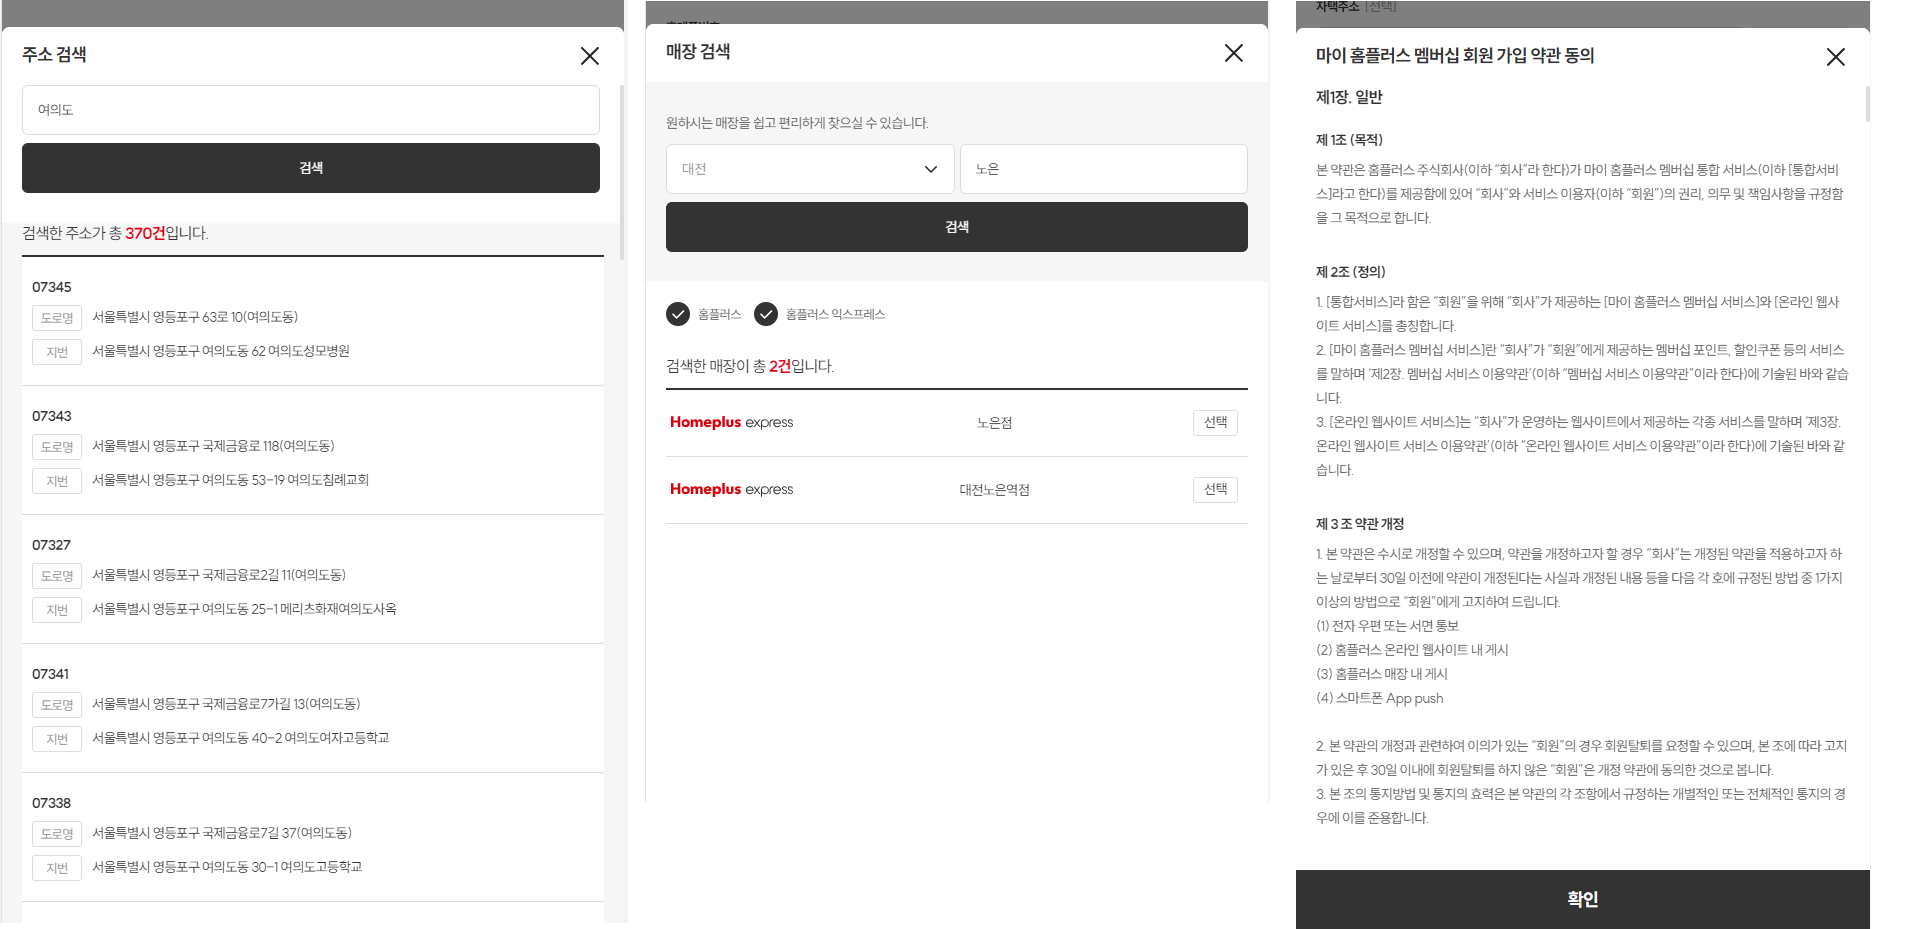 주소 검색
여의도
검색
검색한 주소가 총 370건입니다.
07345
도로명 서울특별시 영등포구 63로 10(여의도동)
지번 서울특별시 영등포구 여의도동 62 여의도성모병원
07343
도로명 서울특별시 영등포구 국제금융로 118(여의도동)
지번 서울특별시 영등포구 여의도동 53-19 여의도침례교회
07327
도로명 서울특별시 영등포구 국제금융로2길 11(여의도동)
지번 서울특별시 영등포구 여의도동 25-1 메리츠화재여의도사옥
07341
도로명 서울특별시 영등포구 국제금융로7가길 13(여의도동)
지번 서울특별시 영등포구 여의도동 40-2 여의도여자고등학교
07338
도로명 서울특별시 영등포구 국제금융로7길 37(여의도동)
지번 서울특별시 영등포구 여의도동 30-1 여의도고등학교
매장 검색
원하시는 매장을 쉽고 편리하게 찾으실 수 있습니다.
대전 노은
검색
홈플러스 홈플러스 익스프레스
검색한 매장이 총 2건입니다.
Homeplus express 노은점 선택
Homeplus express 대전노은역점 선택
자택주소 [선택]
마이 홈플러스 멤버십 회원 가입 약관 동의
제1장. 일반
제 1조 (목적)
본 약관은 홈플러스 주식회사(이하 “회사”라 한다)가 마이 홈플러스 멤버십 통합 서비스(이하 [통합서비
스]라고 한다)를 제공함에 있어 “회사”와 서비스 이용자(이하 “회원”)의 권리, 의무 및 책임사항을 규정함
을 그 목적으로 합니다.
제 2조 (정의)
1. [통합서비스]라 함은 “회원”을 위해 “회사”가 제공하는 [마이 홈플러스 멤버십 서비스]와 [온라인 웹사
이트 서비스]를 총칭합니다.
2. [마이 홈플러스 멤버십 서비스]란 “회사”가 “회원”에게 제공하는 멤버십 포인트, 할인쿠폰 등의 서비스
를 말하며 ‘제2장. 멤버십 서비스 이용약관’(이하 “멤버십 서비스 이용약관”이라 한다)에 기술된 바와 같습
니다.
3. [온라인 웹사이트 서비스]는 “회사”가 운영하는 웹사이트에서 제공하는 각종 서비스를 말하며 ‘제3장.
온라인 웹사이트 서비스 이용약관’(이하 “온라인 웹사이트 서비스 이용약관”이라 한다)에 기술된 바와 같
습니다.
제 3 조 약관 개정
1. 본 약관은 수시로 개정할 수 있으며, 약관을 개정하고자 할 경우 “회사”는 개정된 약관을 적용하고자 하
는 날로부터 30일 이전에 약관이 개정된다는 사실과 개정된 내용 등을 다음 각 호에 규정된 방법 중 1가지
이상의 방법으로 “회원”에게 고지하여 드립니다.
(1) 전자 우편 또는 서면 통보
(2) 홈플러스 온라인 웹사이트 내 게시
(3) 홈플러스 매장 내 게시
(4) 스마트폰 App push
2. 본 약관의 개정과 관련하여 이의가 있는 “회원”의 경우 회원탈퇴를 요청할 수 있으며, 본 조에 따라 고지
가 있은 후 30일 이내에 회원탈퇴를 하지 않은 “회원”은 개정 약관에 동의한 것으로 봅니다.
3. 본 조의 통지방법 및 통지의 효력은 본 약관의 각 조항에서 규정하는 개별적인 또는 전체적인 통지의 경
우에 이를 준용합니다.
확인